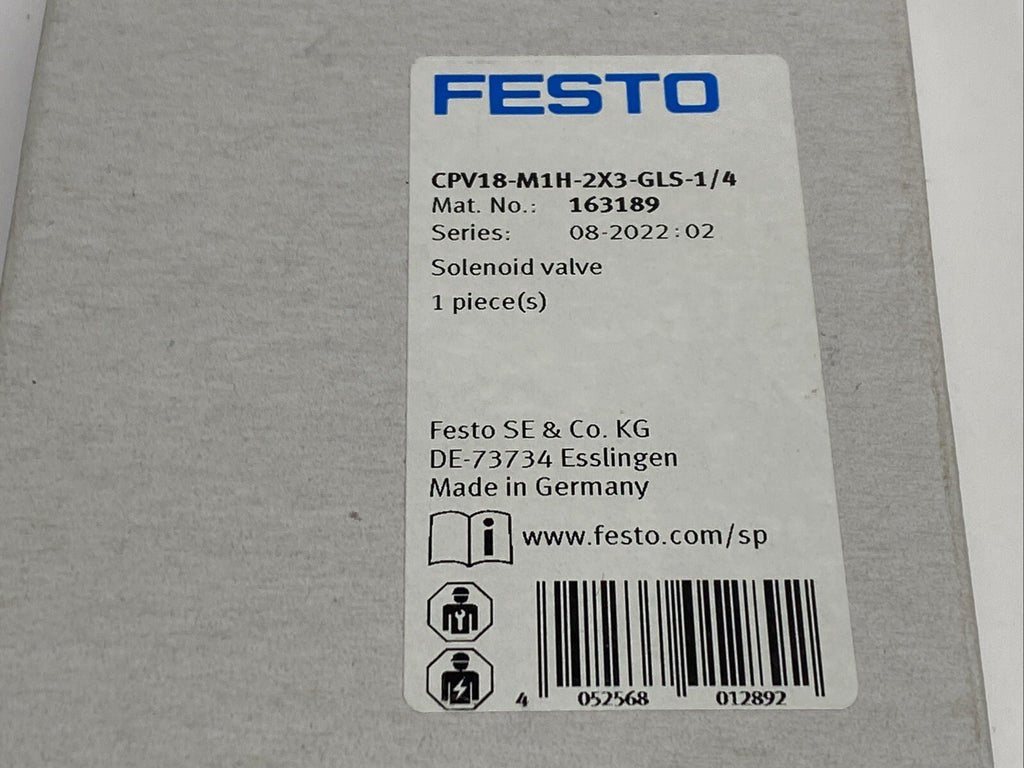 FESTO
CPV18-M1H-2X3-GLS-1/4
Mat. No.: 163189
Series: 08-2022:02
Solenoid valve
1 piece(s)
Festo SE & Co. KG
DE-73734 Esslingen
Made in Germany
i www.festo.com/sp
4 052568 012892